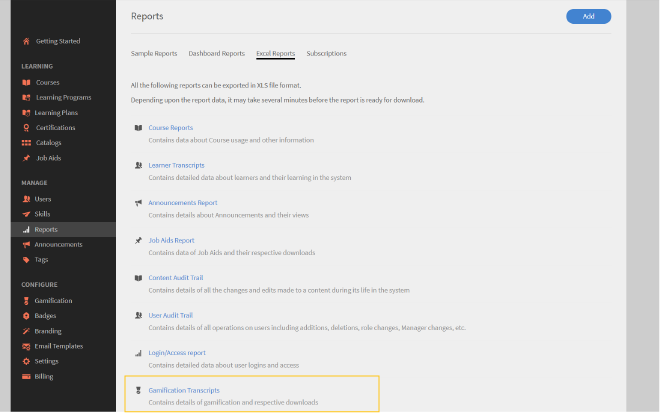 Getting Started
LEARNING
Courses
Learning Programs
Learning Plans
Certifications
Catalogs
Job Aids
MANAGE
Users
Skills
Reports
Announcements
Tags
CONFIGURE
Gamification
Badges
Branding
Email Templates
Settings
Billing
Reports
Add
Sample Reports Dashboard Reports Excel Reports Subscriptions
All the following reports can be exported in XLS file format.
Depending upon the report data, it may take several minutes before the report is ready for download.
Course Reports
Contains data about Course usage and other information
Learner Transcripts
Contains detailed data about learners and their learning in the system
Announcements Report
Contains details about Announcements and their views
Job Aids Report
Contains data of Job Aids and their respective downloads
Content Audit Trail
Contains details of all the changes and edits made to a content during its life in the system
User Audit Trail
Contains details of all operations on users including additions, deletions, role changes, Manager changes, etc.
Login/Access report
Contains detailed data about user logins and access
Gamification Transcripts
Contains details of gamification and respective downloads